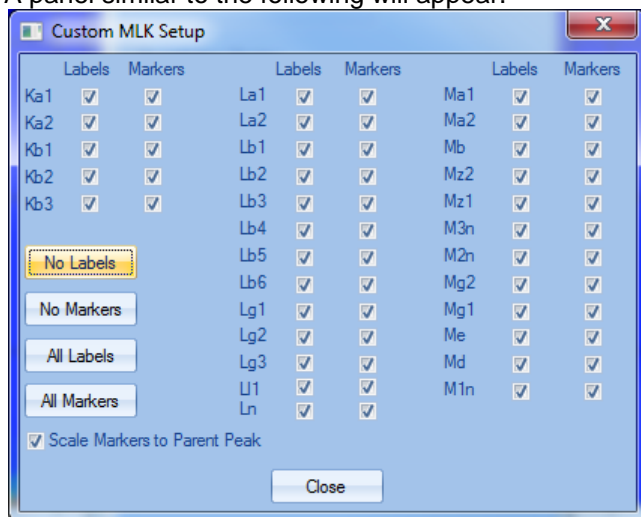 A panel similar to the following will appear:
Custom MLK Setup
Labels Markers Labels Markers Labels Markers
Ka1 La1 Ma1
Ka2 La2 Ma2
Kb1 Lb1 Mb
Kb2 Lb2 Mz2
Kb3 Lb3 Mz1
Lb4 M3n
No Labels Lb5 M2n
Lb6 Mg2
No Markers Lg1 Mg1
Lg2 Me
All Labels Lg3 Md
Ll1 M1n
All Markers Ln
Scale Markers to Parent Peak
Close